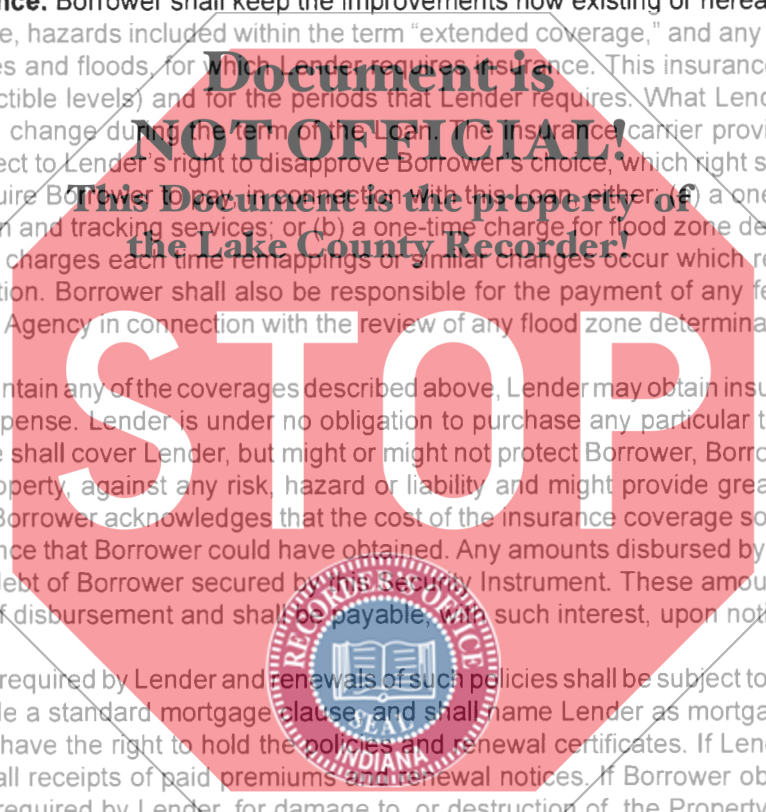 nce. Borrower shall keep the improvements now existing or herea
e, hazards included within the term “extended coverage,” and any
es and floods, for which Lender requires insurance. This insuranc
ctible levels) and for the periods that Lender requires. What Lend
change during the term of the Loan. The insurance carrier provi
ect to Lender's right to disapprove Borrower's choice, which right s
uire Borrower to pay, in connection with this Loan, either: (a) a one
n and tracking services; or (b) a one-time charge for flood zone de
charges each time remappings or similar changes occur which re
tion. Borrower shall also be responsible for the payment of any fe
Agency in connection with the review of any flood zone determina
ntain any of the coverages described above, Lender may obtain insu
pense. Lender is under no obligation to purchase any particular t
e shall cover Lender, but might or might not protect Borrower, Borro
operty, against any risk, hazard or liability and might provide grea
Borrower acknowledges that the cost of the insurance coverage so
nce that Borrower could have obtained. Any amounts disbursed by
debt of Borrower secured by this Security Instrument. These amou
f disbursement and shall be payable, with such interest, upon noti
required by Lender and renewals of such policies shall be subject to
de a standard mortgage clause, and shall name Lender as mortga
have the right to hold the policies and renewal certificates. If Lend
all receipts of paid premiums and renewal notices. If Borrower ob
required by Lender, for damage to, or destruction of, the Property
Document is
NOT OFFICIAL!
This Document is the property of
the Lake County Recorder!
STOP
RECORDER'S OFFICE
SEAL
INDIANA